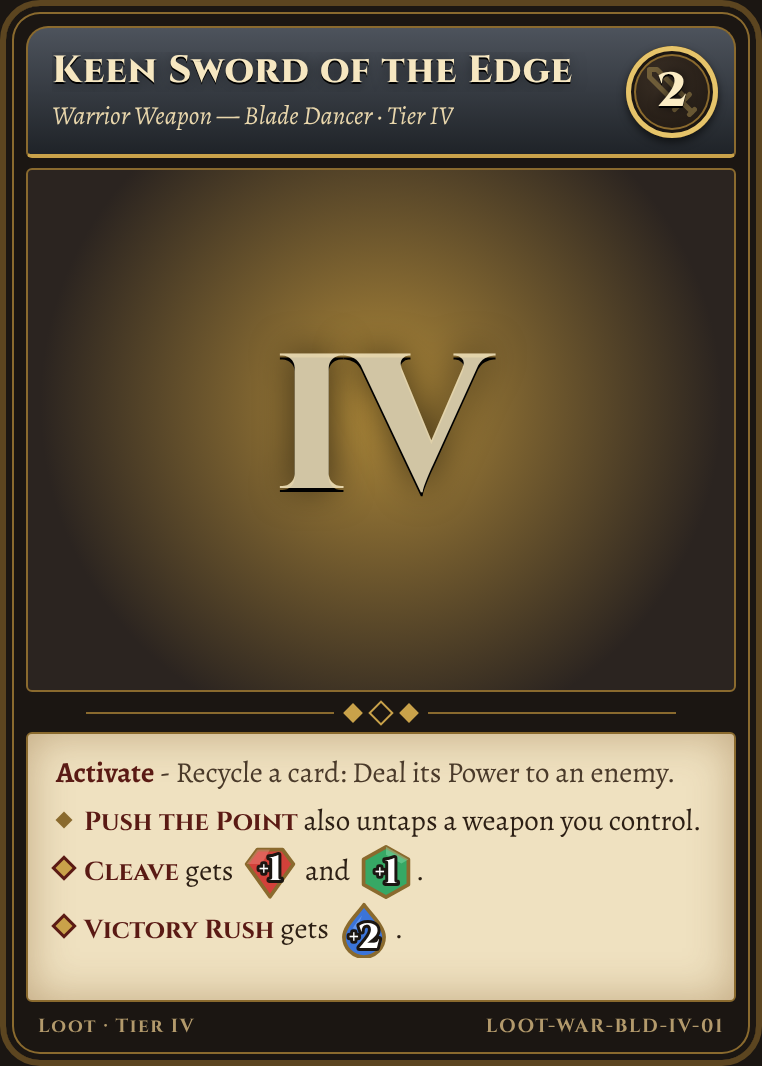 Keen Sword of the Edge
2
Warrior Weapon — Blade Dancer · Tier IV
IV
Activate - Recycle a card: Deal its Power to an enemy.
Push the Point also untaps a weapon you control.
Cleave gets +1 and +1 .
Victory Rush gets +2 .
Loot · Tier IV
LOOT-WAR-BLD-IV-01